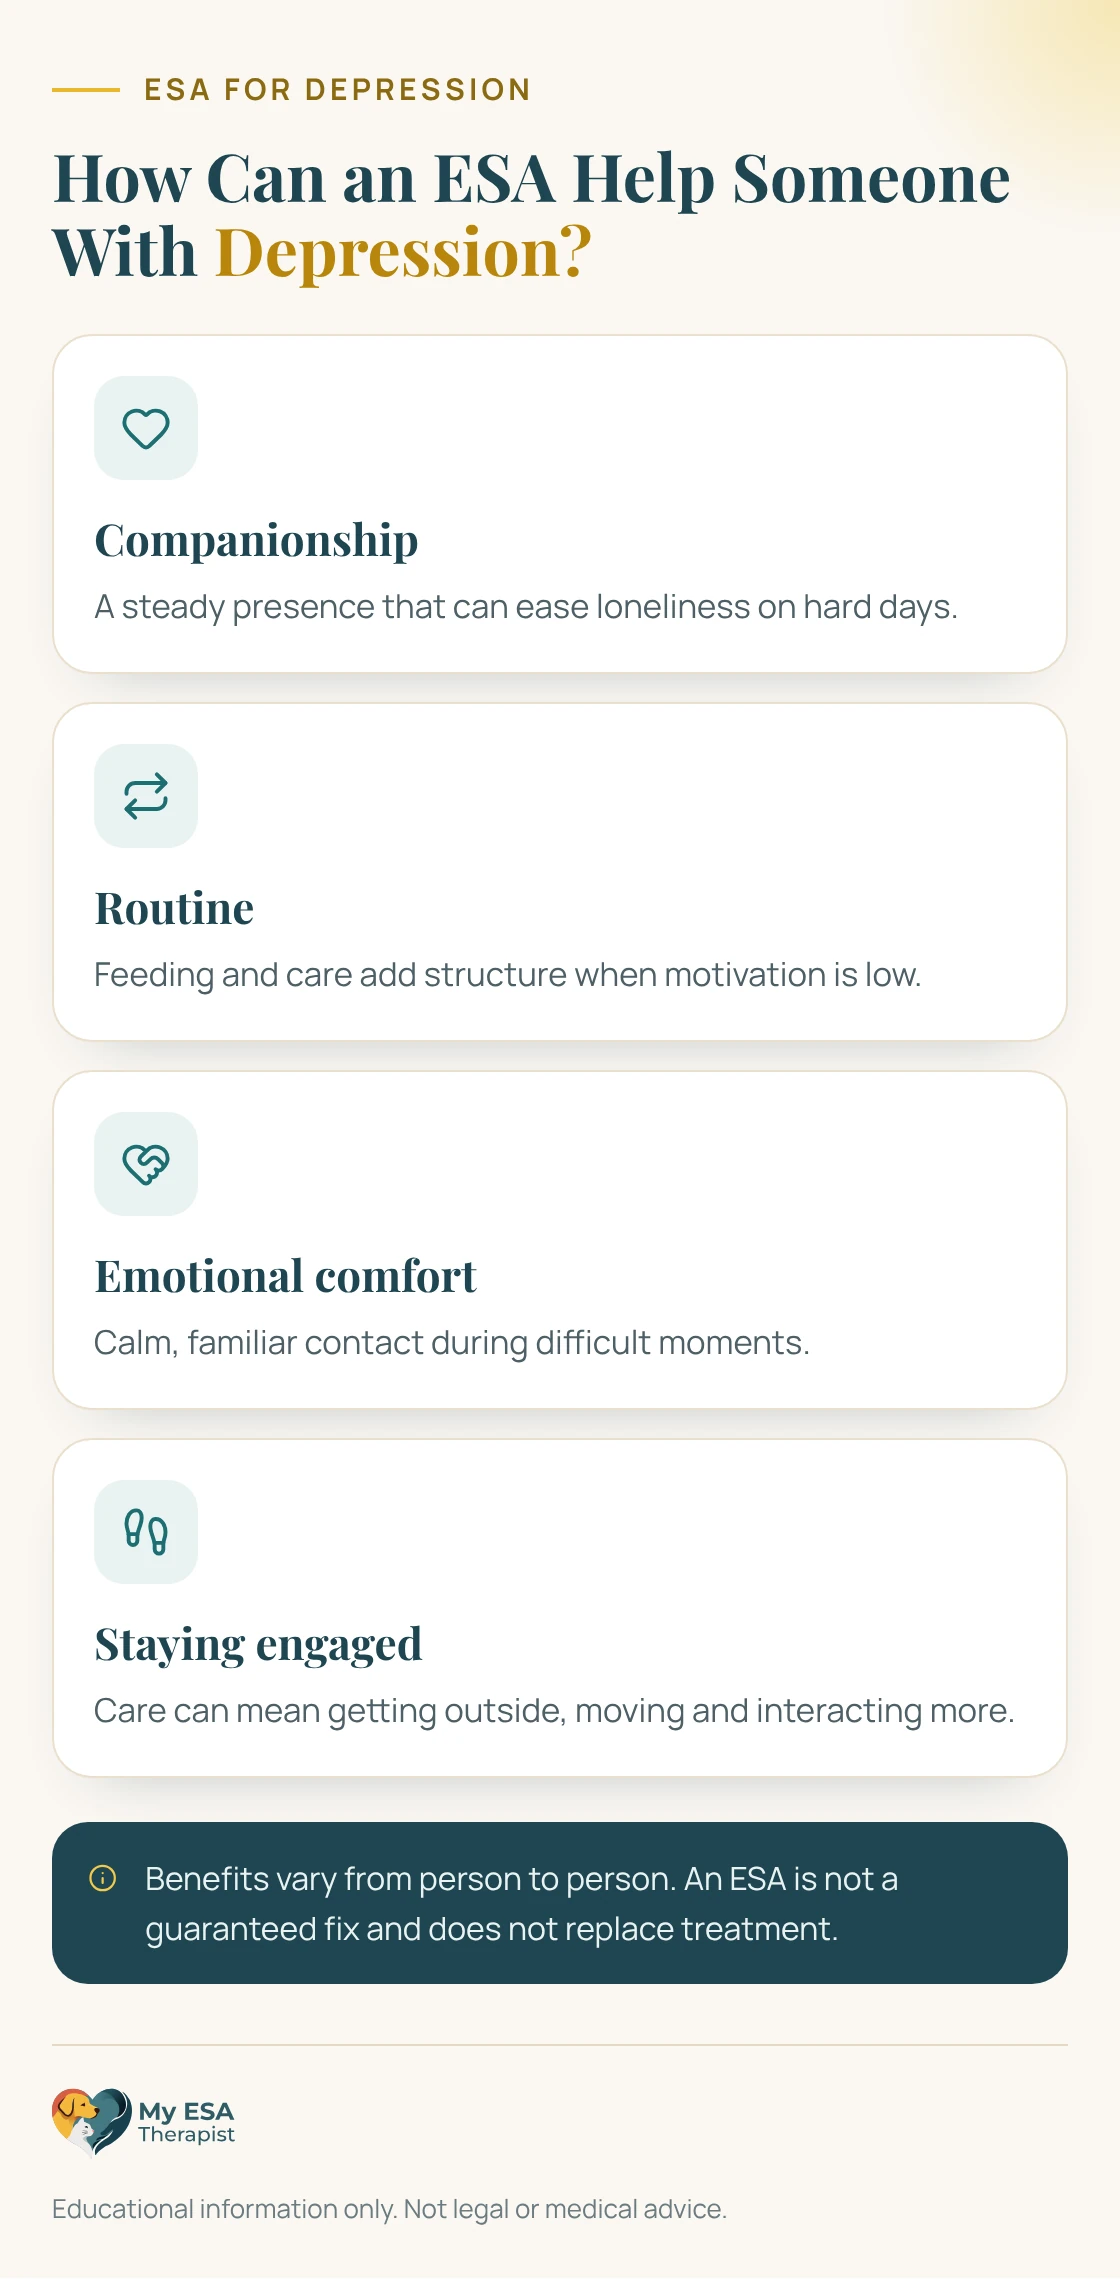 ESA FOR DEPRESSION
How Can an ESA Help Someone
With Depression?
Companionship
A steady presence that can ease loneliness on hard days.
Routine
Feeding and care add structure when motivation is low.
Emotional comfort
Calm, familiar contact during difficult moments.
Staying engaged
Care can mean getting outside, moving and interacting more.
Benefits vary from person to person. An ESA is not a
guaranteed fix and does not replace treatment.
My ESA
Therapist
Educational information only. Not legal or medical advice.